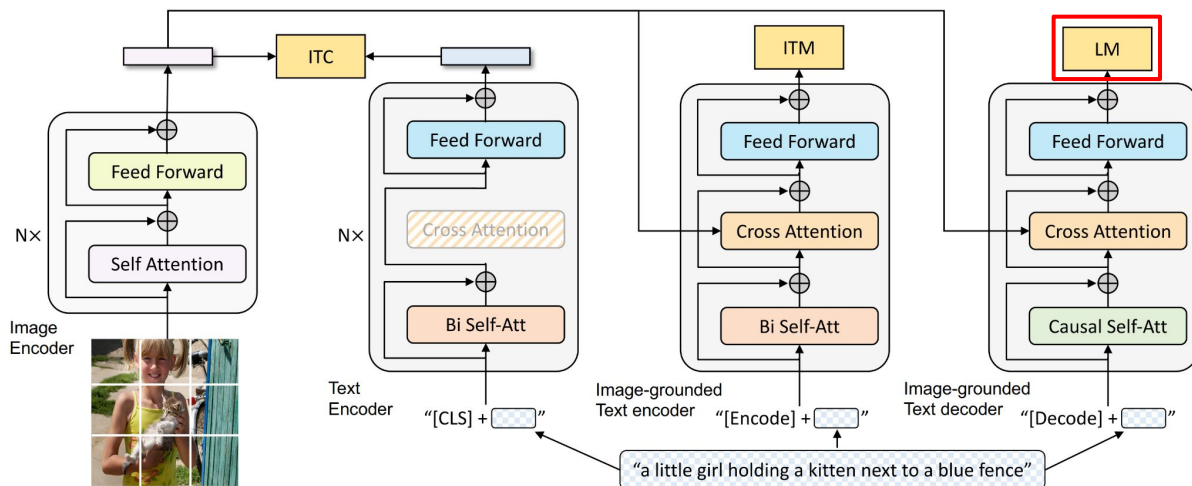 ITC
ITM
LM
Feed Forward
Feed Forward
Feed Forward
Feed Forward
N×
N×
Cross Attention
Cross Attention
Cross Attention
Self Attention
Bi Self-Att
Bi Self-Att
Causal Self-Att
Image
Encoder
Text
Encoder
Image-grounded
Text encoder
Image-grounded
Text decoder
“[CLS] + ”
“[Encode] + ”
“[Decode] + ”
“a little girl holding a kitten next to a blue fence”